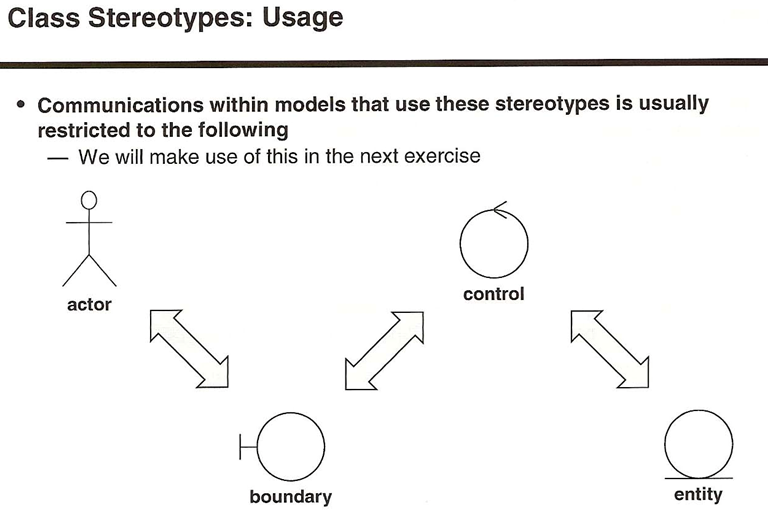 Class Stereotypes: Usage
• Communications within models that use these stereotypes is usually
restricted to the following
— We will make use of this in the next exercise
actor
control
boundary
entity